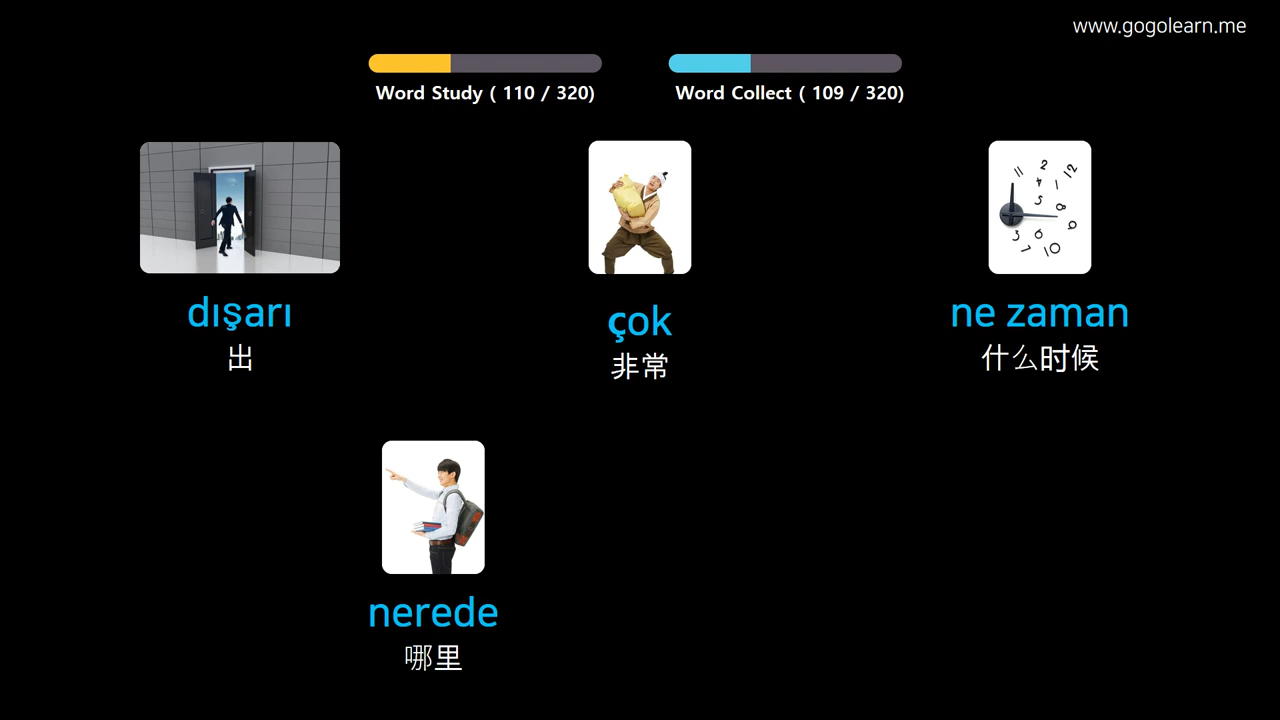 www.gogolearn.me
Word Study ( 110 / 320)
Word Collect ( 109 / 320)
dışarı
出
çok
非常
ne zaman
什么时候
nerede
哪里